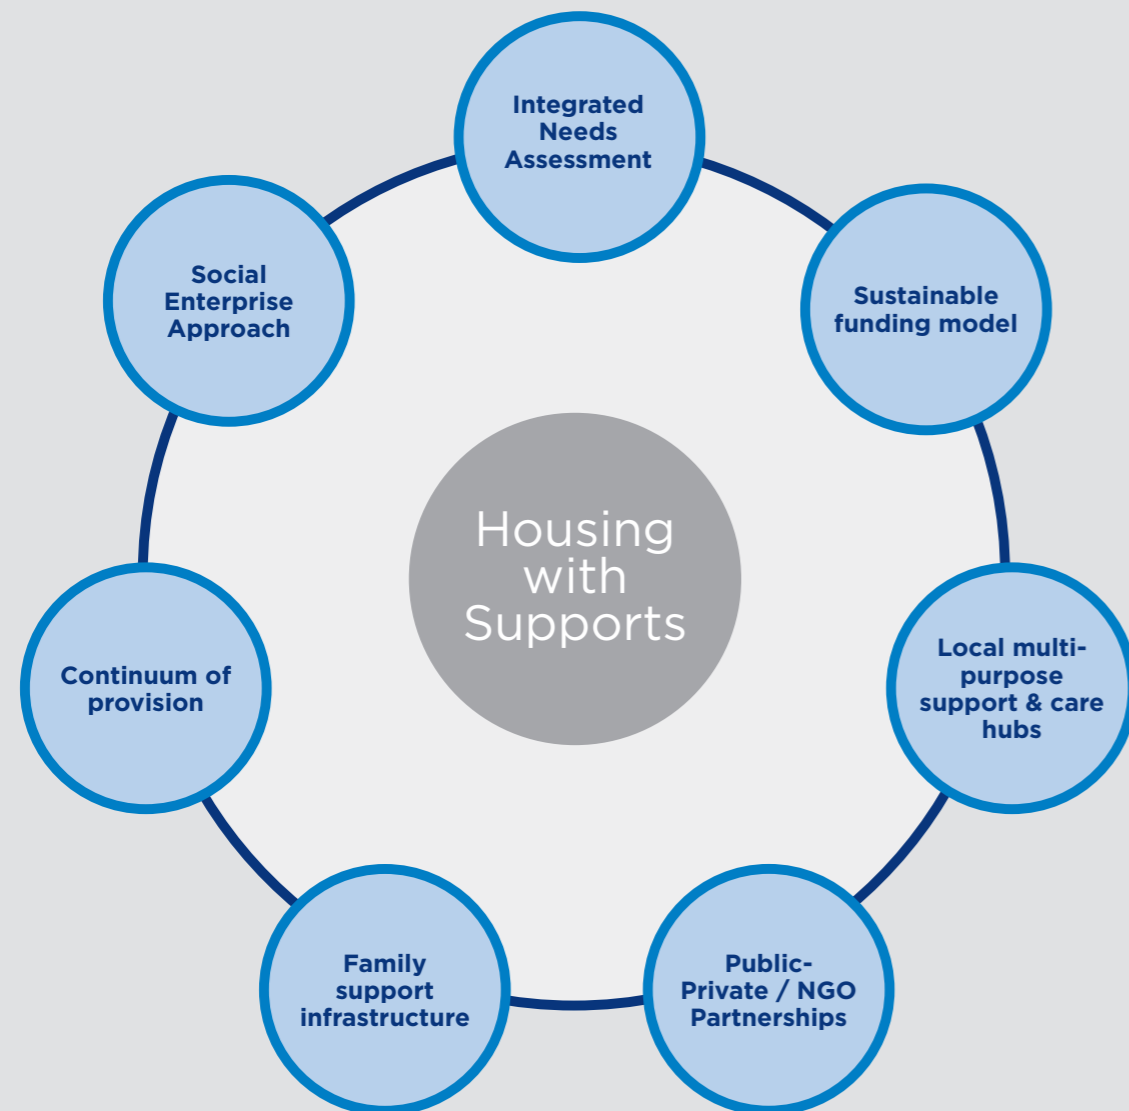 Integrated
Needs
Assessment
Sustainable
funding model
Local multi-
purpose
support & care
hubs
Public-
Private / NGO
Partnerships
Family
support
infrastructure
Continuum of
provision
Social
Enterprise
Approach
Housing
with
Supports